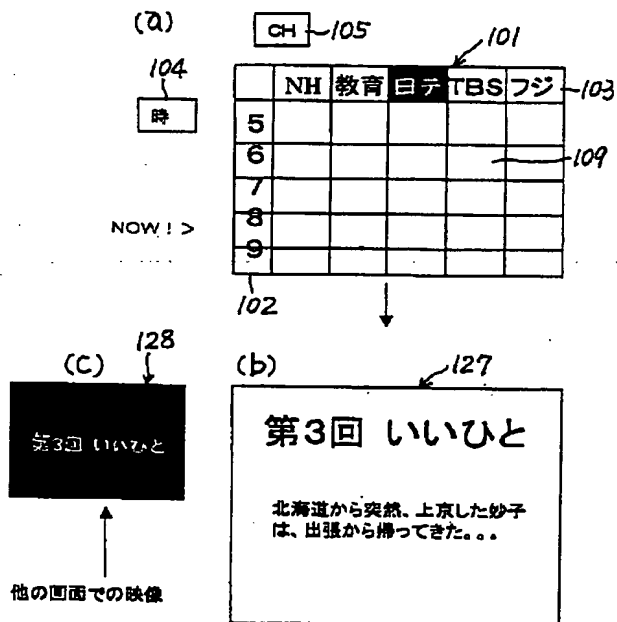 (a)
CH 105
101
104
時
NH 教育 日テ TBS フジ 103
5
6 109
7
NOW!> 8
9
102
(c) 128
(b) 127
第3回 いいひと
第3回 いいひと
北海道から突然、上京した妙子
は、出張から帰ってきた。。。
他の画面での映像